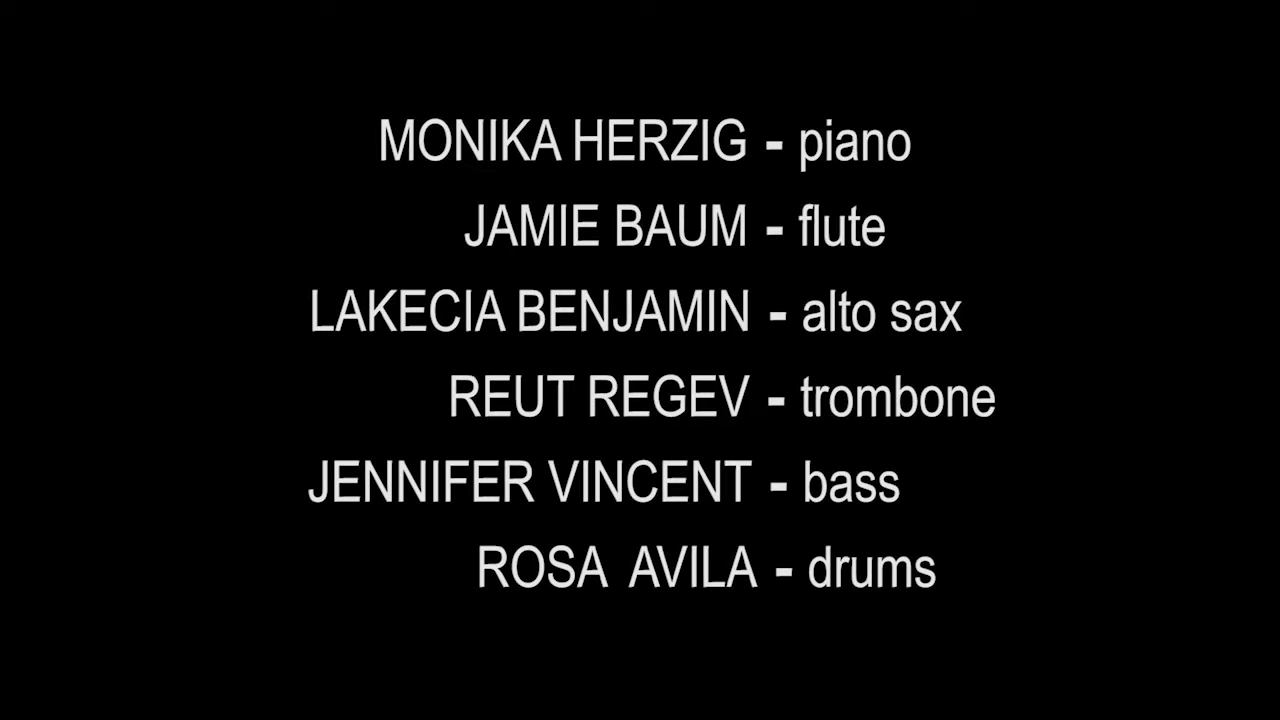 MONIKA HERZIG - piano
JAMIE BAUM - flute
LAKECIA BENJAMIN - alto sax
REUT REGEV - trombone
JENNIFER VINCENT - bass
ROSA AVILA - drums